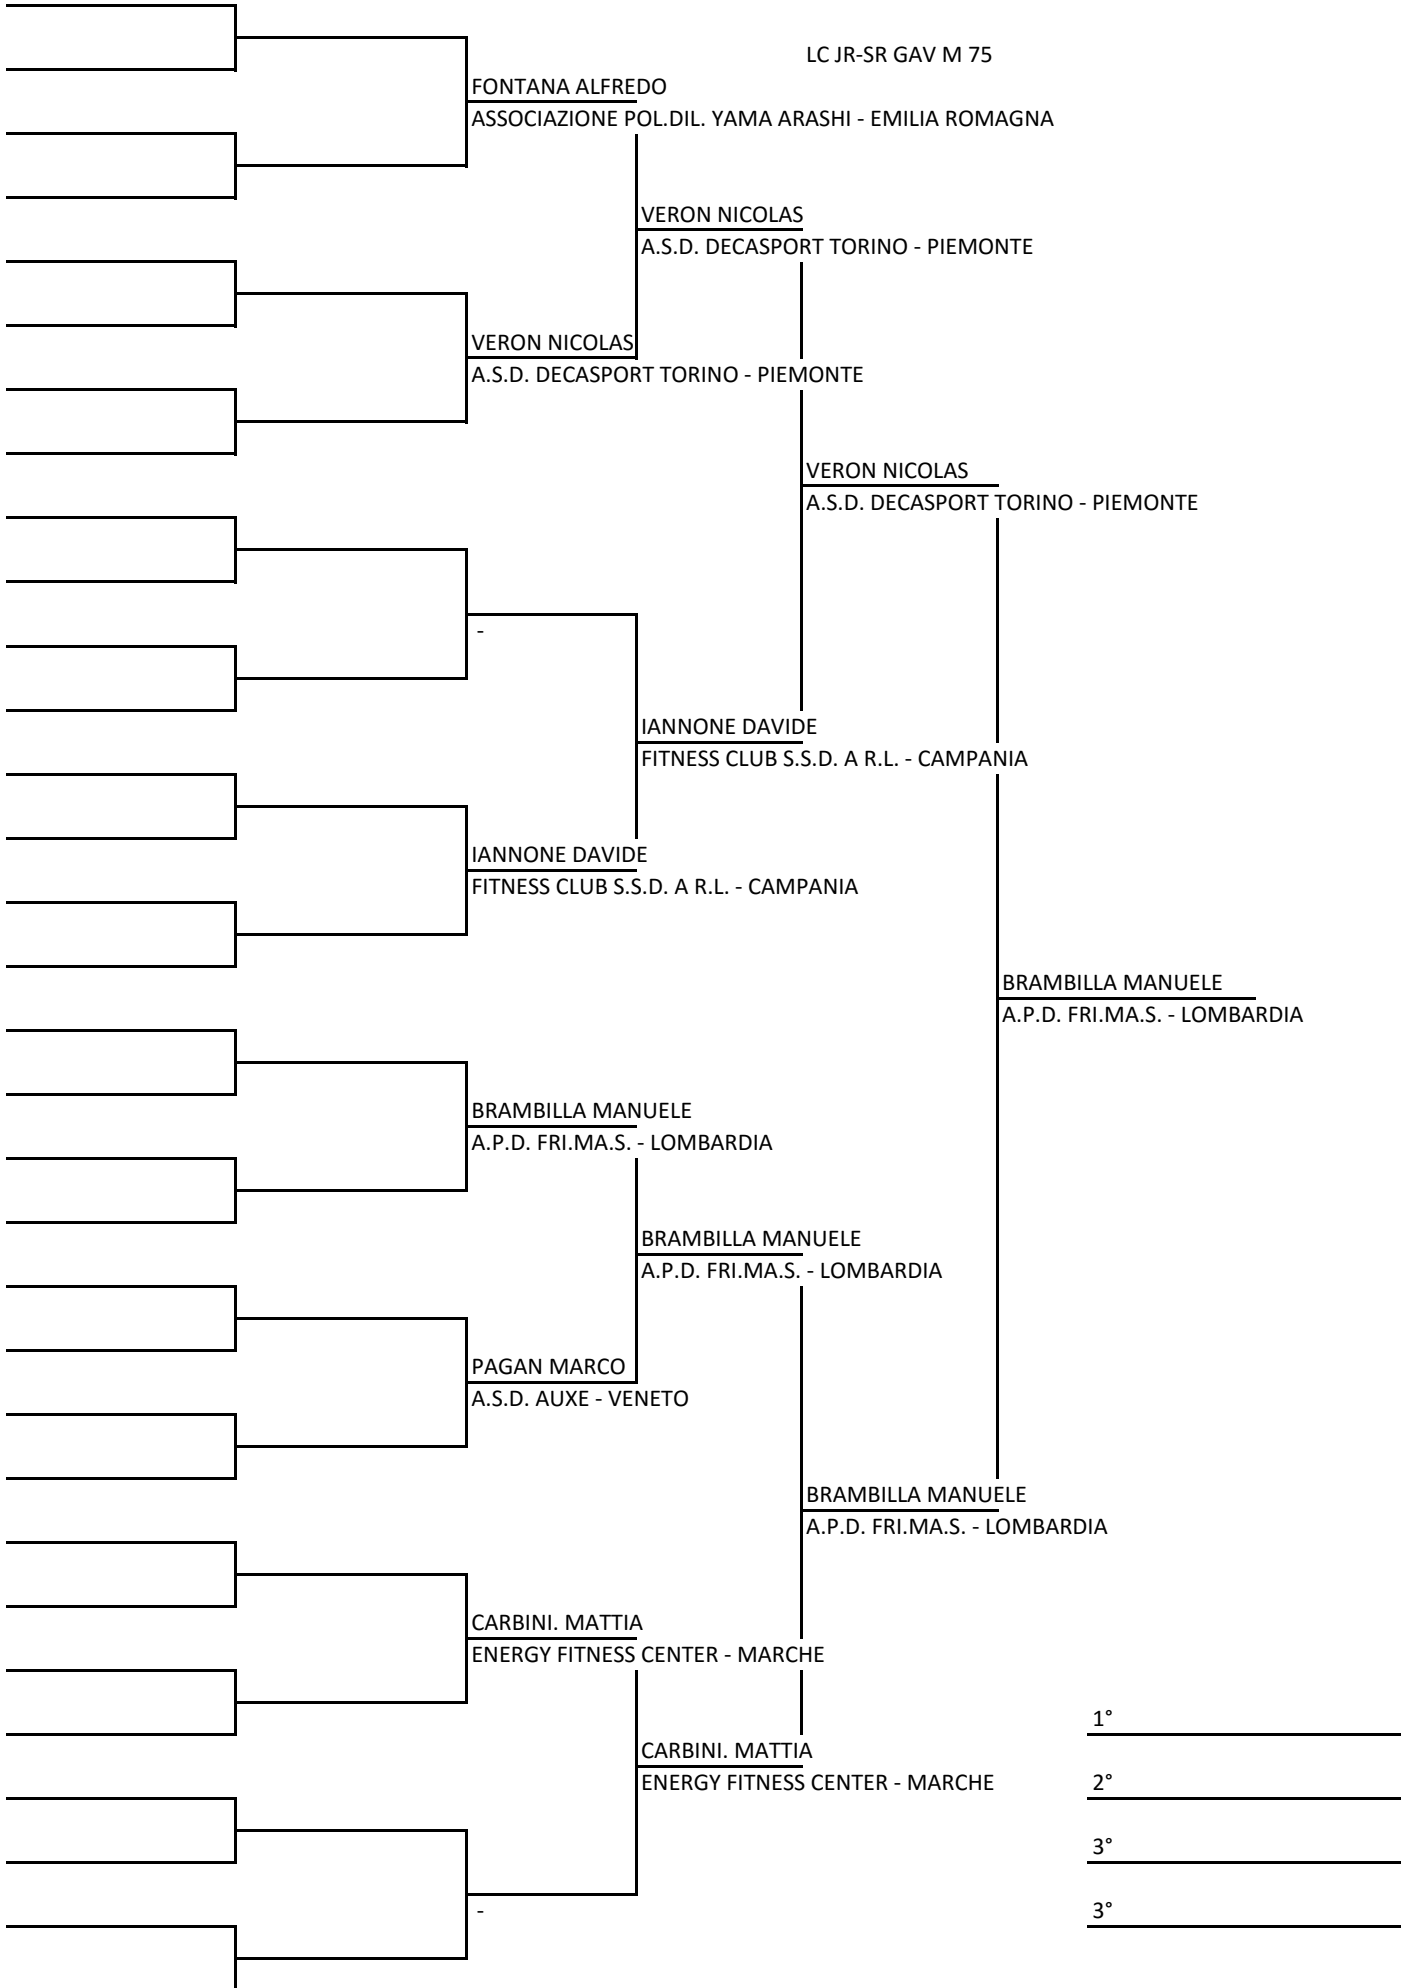 LC JR-SR GAV M 75
FONTANA ALFREDO
ASSOCIAZIONE POL.DIL. YAMA ARASHI - EMILIA ROMAGNA
VERON NICOLAS
A.S.D. DECASPORT TORINO - PIEMONTE
VERON NICOLAS
A.S.D. DECASPORT TORINO - PIEMONTE
VERON NICOLAS
A.S.D. DECASPORT TORINO - PIEMONTE
-
IANNONE DAVIDE
FITNESS CLUB S.S.D. A R.L. - CAMPANIA
IANNONE DAVIDE
FITNESS CLUB S.S.D. A R.L. - CAMPANIA
BRAMBILLA MANUELE
A.P.D. FRI.MA.S. - LOMBARDIA
BRAMBILLA MANUELE
A.P.D. FRI.MA.S. - LOMBARDIA
BRAMBILLA MANUELE
A.P.D. FRI.MA.S. - LOMBARDIA
PAGAN MARCO
A.S.D. AUXE - VENETO
BRAMBILLA MANUELE
A.P.D. FRI.MA.S. - LOMBARDIA
CARBINI. MATTIA
ENERGY FITNESS CENTER - MARCHE
1°
CARBINI. MATTIA
ENERGY FITNESS CENTER - MARCHE
2°
3°
-
3°